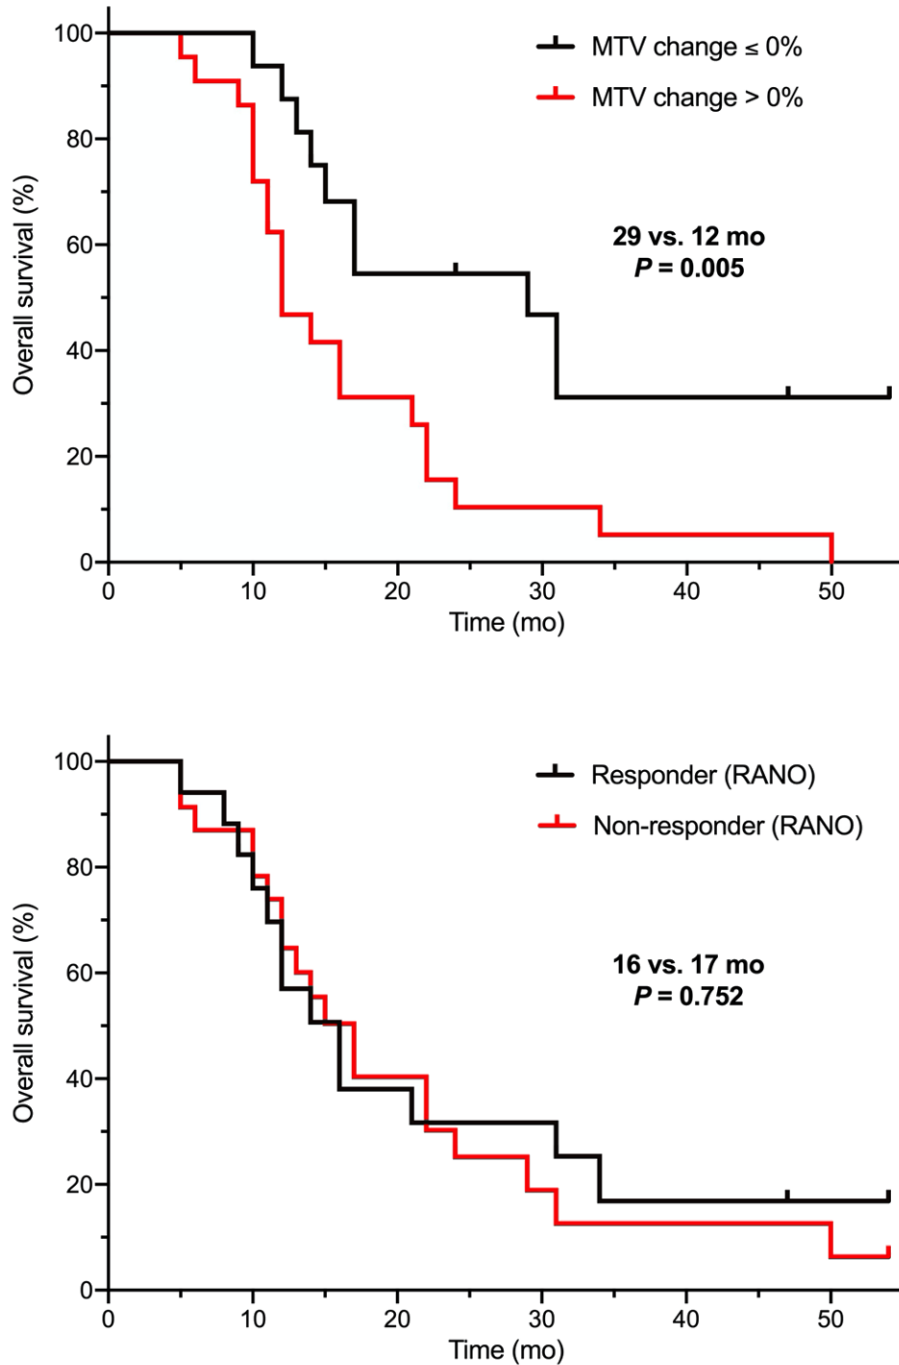 MTV change ≤ 0%
MTV change > 0%
29 vs. 12 mo
P = 0.005
Overall survival (%)
100
80
60
40
20
0
0 10 20 30 40 50
Time (mo)
Responder (RANO)
Non-responder (RANO)
16 vs. 17 mo
P = 0.752
Overall survival (%)
100
80
60
40
20
0
0 10 20 30 40 50
Time (mo)